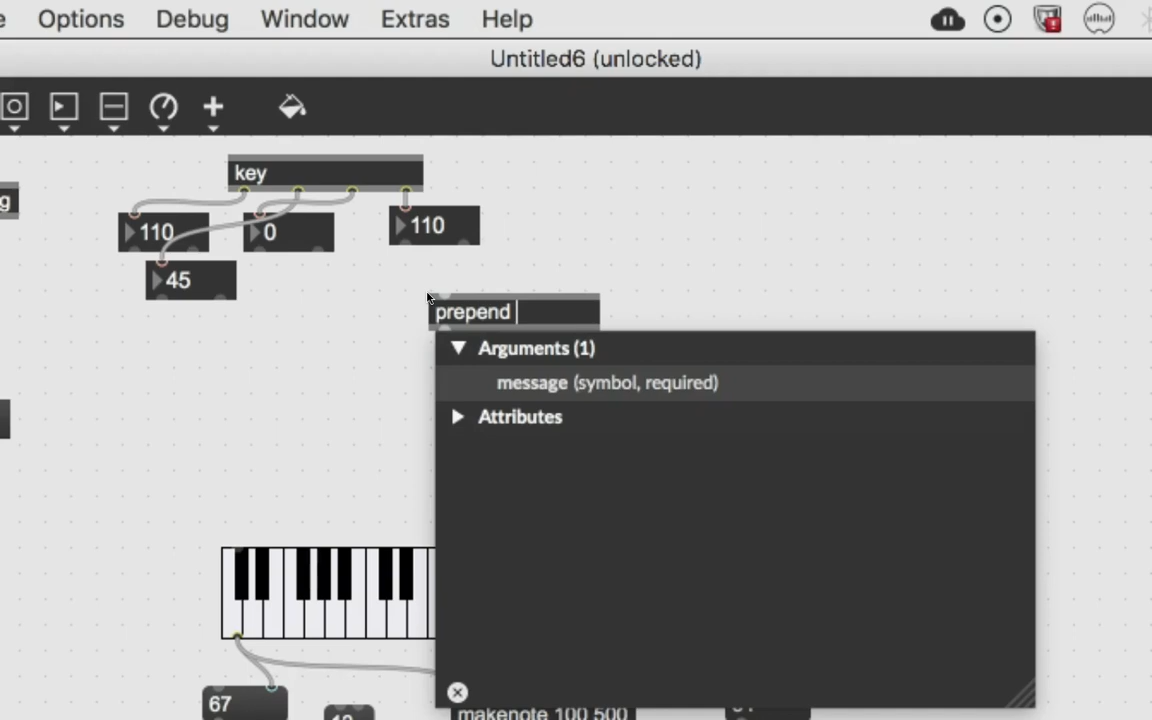 Options Debug Window Extras Help
Untitled6 (unlocked)
key
g
110
0
110
45
prepend
Arguments (1)
message (symbol, required)
Attributes
67
makenote 100 500